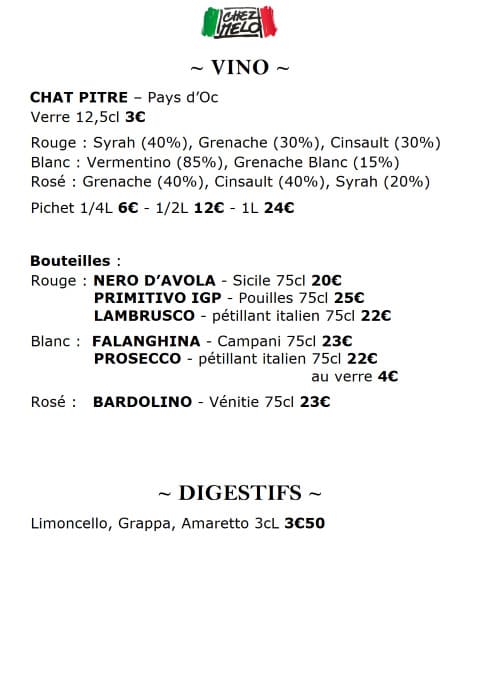 CHEZ
MELO
~ VINO ~
CHAT PITRE – Pays d’Oc
Verre 12,5cl 3€
Rouge : Syrah (40%), Grenache (30%), Cinsault (30%)
Blanc : Vermentino (85%), Grenache Blanc (15%)
Rosé : Grenache (40%), Cinsault (40%), Syrah (20%)
Pichet 1/4L 6€ - 1/2L 12€ - 1L 24€
Bouteilles :
Rouge : NERO D’AVOLA - Sicile 75cl 20€
PRIMITIVO IGP - Pouilles 75cl 25€
LAMBRUSCO - pétillant italien 75cl 22€
Blanc : FALANGHINA - Campani 75cl 23€
PROSECCO - pétillant italien 75cl 22€
au verre 4€
Rosé : BARDOLINO - Vénitie 75cl 23€
~ DIGESTIFS ~
Limoncello, Grappa, Amaretto 3cL 3€50